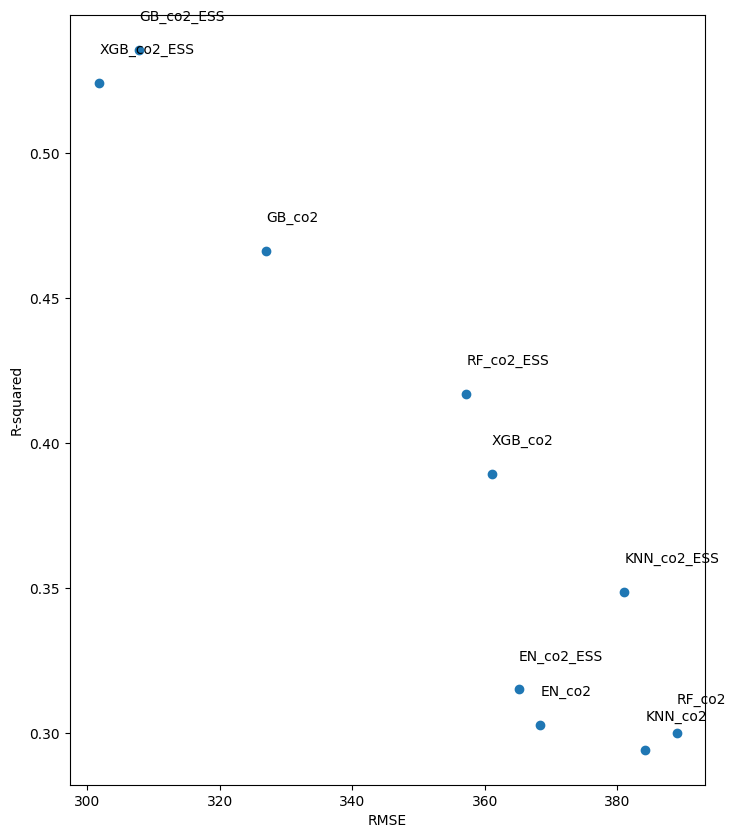 GB_co2_ESS
XGB_co2_ESS
0.50
GB_co2
0.45
RF_co2_ESS
XGB_co2
0.40
R-squared
KNN_co2_ESS
0.35
EN_co2_ESS
EN_co2
RF_co2
KNN_co2
0.30
300 320 340 360 380
RMSE